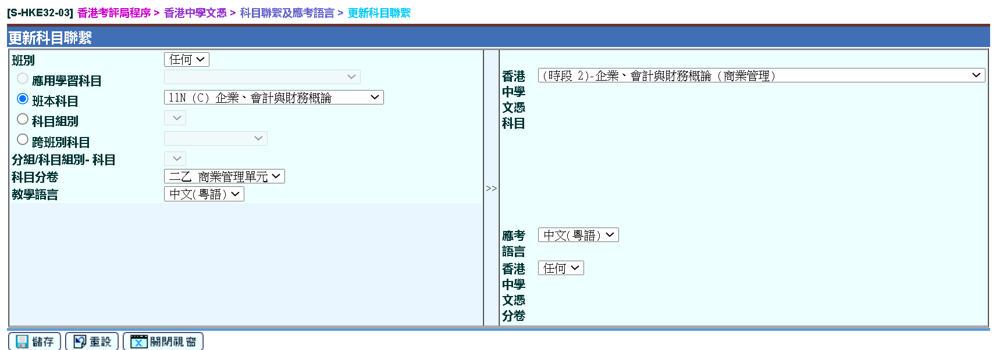 [S-HKE32-03] 香港考評局程序 > 香港中學文憑 > 科目聯繫及應考語言 > 更新科目聯繫
更新科目聯繫
班別 任何
應用學習科目
班本科目 11N (C) 企業、會計與財務概論
科目組別
跨班別科目
分組/科目組別- 科目
科目分卷 二乙 商業管理單元
教學語言 中文(粵語)
>>
香港中學文憑科目 (時段 2)-企業、會計與財務概論 (商業管理)
應考語言 中文(粵語)
香港中學文憑分卷 任何
儲存 重設 關閉視窗